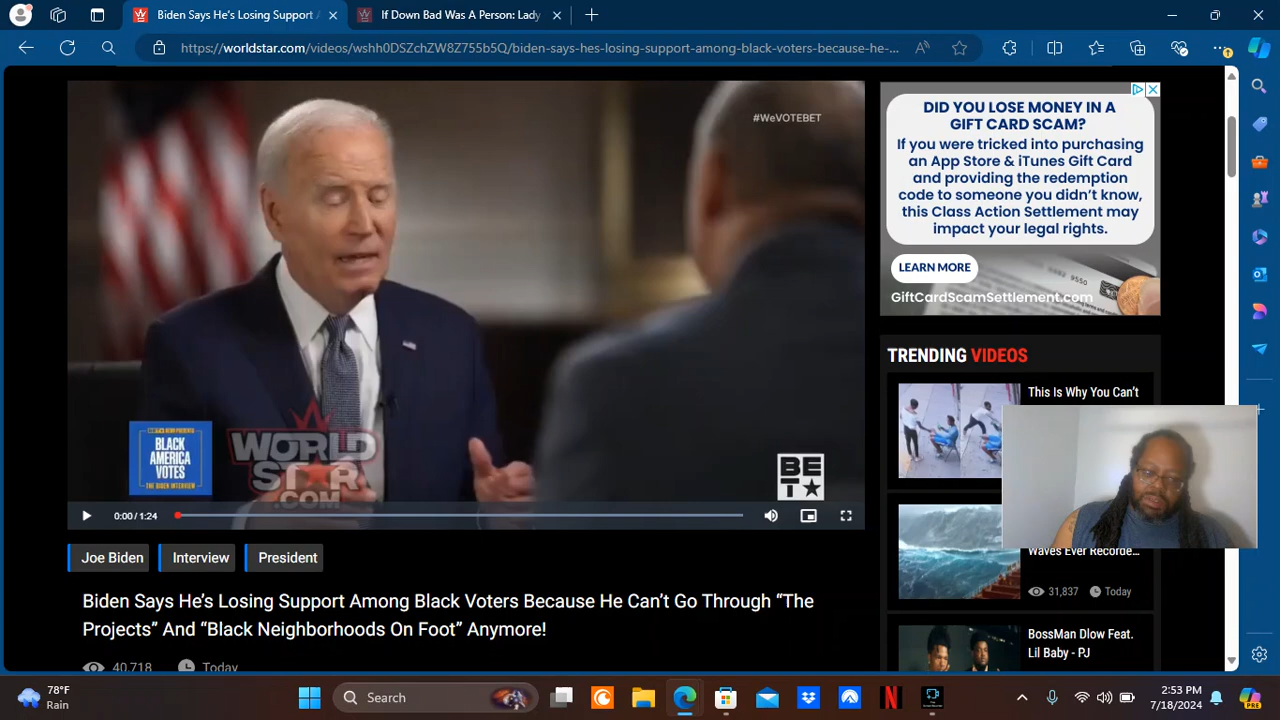 Biden Says He's Losing Support A
If Down Bad Was A Person: Lady
https://worldstar.com/videos/wshh0DSZchZW8Z755b5Q/biden-says-hes-losing-support-among-black-voters-because-he-...
#WeVOTEBET
BLACK
AMERICA
VOTES
THE BIDEN INTERVIEW
WORLD
STAR
.COM
BET
0:00 / 1:24
Joe Biden
Interview
President
Biden Says He's Losing Support Among Black Voters Because He Can't Go Through “The
Projects” And “Black Neighborhoods On Foot” Anymore!
40,718
Today
DID YOU LOSE MONEY IN A
GIFT CARD SCAM?
If you were tricked into purchasing
an App Store & iTunes Gift Card
and providing the redemption
code to someone you didn't know,
this Class Action Settlement may
impact your legal rights.
LEARN MORE
GiftCardScamSettlement.com
TRENDING VIDEOS
This Is Why You Can't
Waves Ever Recorde...
31,837
Today
BossMan Dlow Feat.
Lil Baby - PJ
78°F
Rain
Search
2:53 PM
7/18/2024
PRE